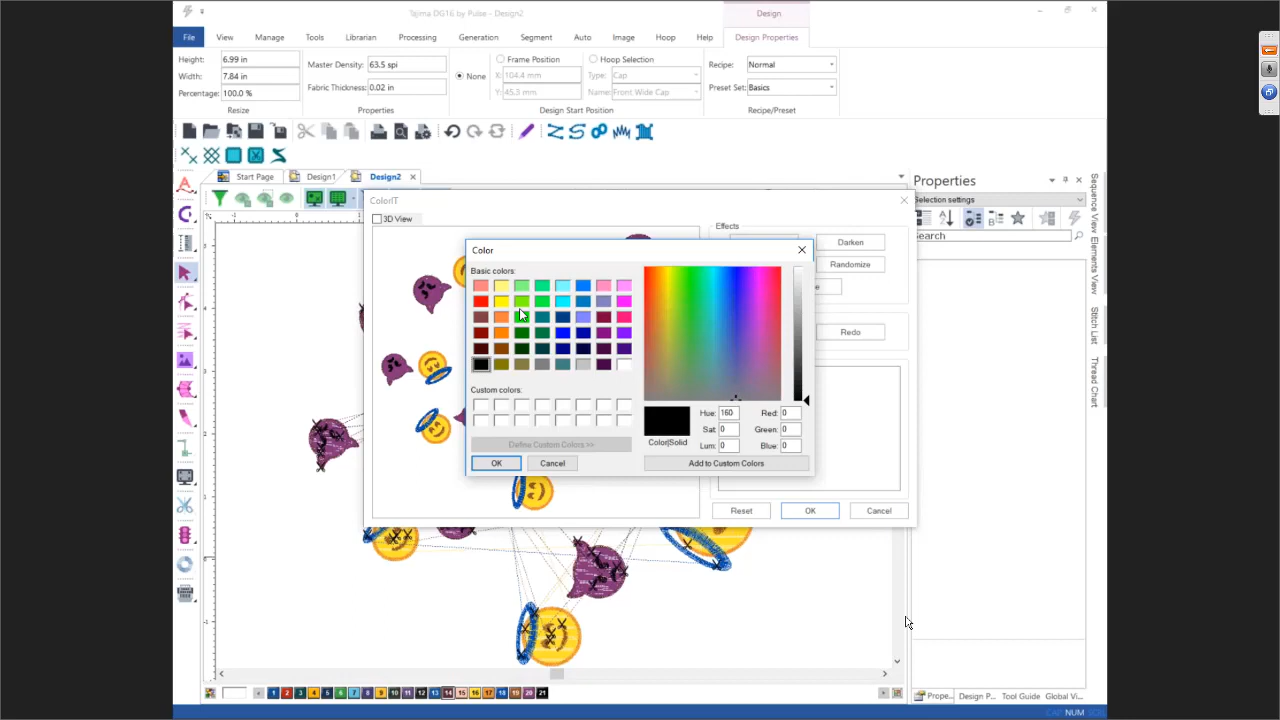 Tajima DG16 by Pulse - Design2
Design
File View Manage Tools Librarian Processing Generation Segment Auto Image Hoop Help Design Properties
Height: 6.99 in
Width: 7.84 in
Percentage: 100.0 %
Resize
Master Density: 63.5 spi
Fabric Thickness: 0.02 in
Properties
None
Frame Position
X: 104.4 mm
Y: 45.3 mm
Hoop Selection
Type: Cap
Name: Front Wide Cap
Design Start Position
Recipe: Normal
Preset Set: Basics
Recipe/Preset
Start Page Design1 Design2
ColorIT
3D View
Effects
Darken
Randomize
Redo
Reset OK Cancel
Color
Basic colors:
Custom colors:
Define Custom Colors >>
OK Cancel
Color|Solid
Hue: 160
Sat: 0
Lum: 0
Red: 0
Green: 0
Blue: 0
Add to Custom Colors
Properties
Selection settings
Search
Sequence View
Elements View
Stitch List
Thread Chart
1 2 3 4 5 6 7 8 9 10 11 12 13 14 15 16 17 18 19 20 21
Prope... Design P... Tool Guide Global Vi...
CAP NUM SCRL